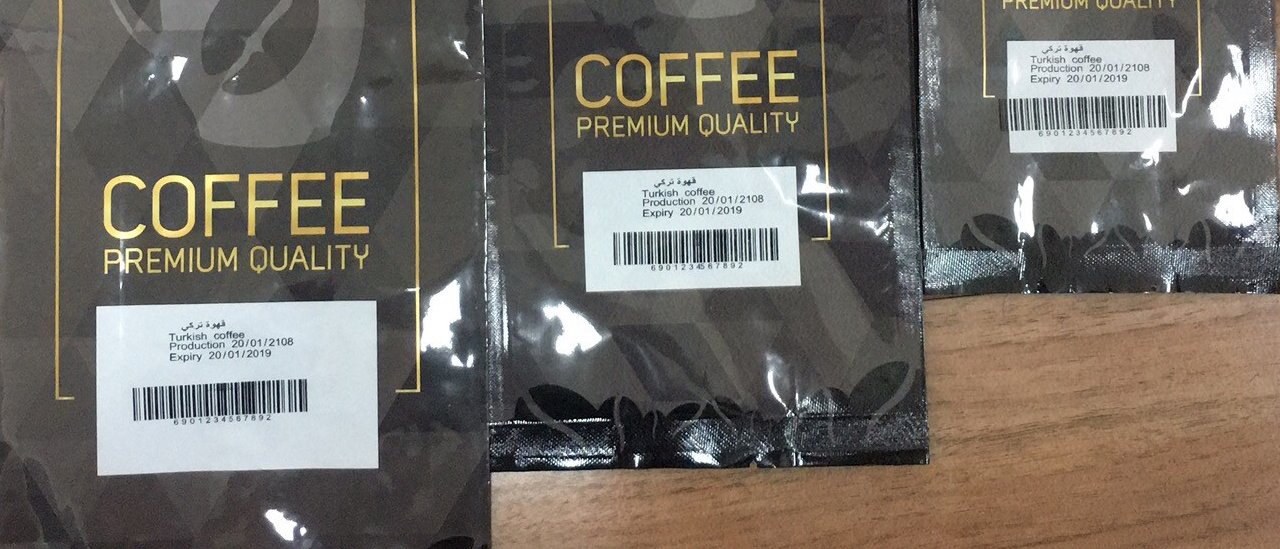 COFFEE
PREMIUM QUALITY
قهوة تركي
Turkish coffee
Production 20/01/2108
Expiry 20/01/2019
6901234567892
COFFEE
PREMIUM QUALITY
قهوة تركي
Turkish coffee
Production 20/01/2108
Expiry 20/01/2019
6901234567892
PREMIUM QUALITY
قهوة تركي
Turkish coffee
Production 20/01/2108
Expiry 20/01/2019
6901234567892